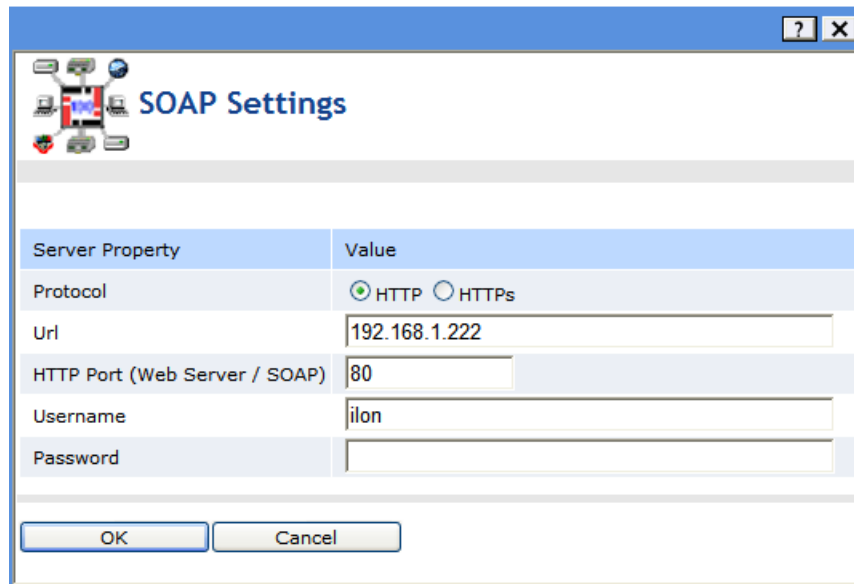 ?
SOAP Settings
Server Property Value
Protocol HTTP HTTPs
Url 192.168.1.222
HTTP Port (Web Server / SOAP) 80
Username ilon
Password
OK Cancel